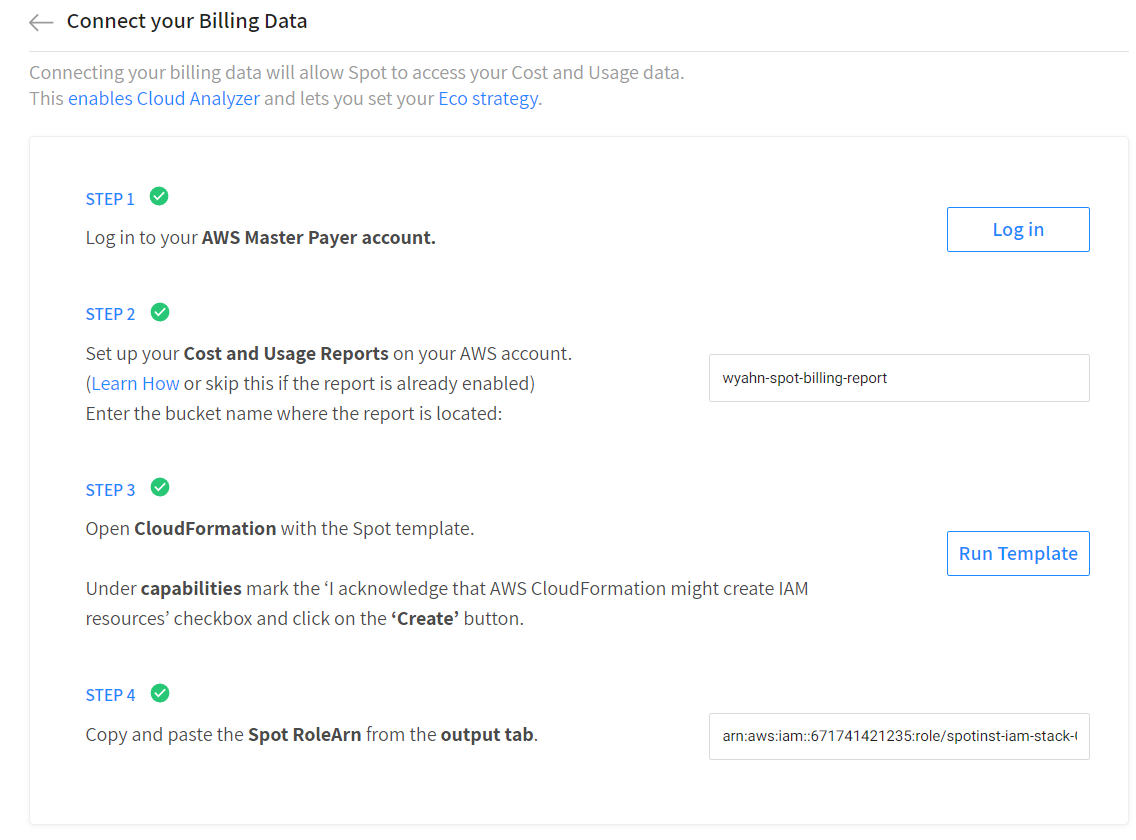 Connect your Billing Data
Connecting your billing data will allow Spot to access your Cost and Usage data.
This enables Cloud Analyzer and lets you set your Eco strategy.
STEP 1
Log in to your AWS Master Payer account.
Log in
STEP 2
Set up your Cost and Usage Reports on your AWS account.
(Learn How or skip this if the report is already enabled)
Enter the bucket name where the report is located:
wyahn-spot-billing-report
STEP 3
Open CloudFormation with the Spot template.
Run Template
Under capabilities mark the ‘I acknowledge that AWS CloudFormation might create IAM
resources’ checkbox and click on the ‘Create’ button.
STEP 4
Copy and paste the Spot RoleArn from the output tab.
arn:aws:iam::671741421235:role/spotinst-iam-stack-